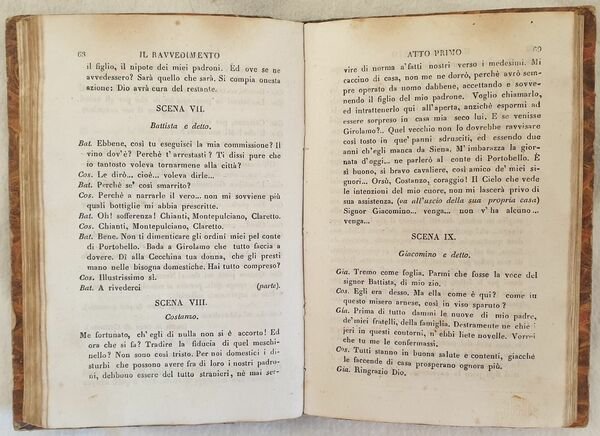 68 IL RAVVEDIMENTO
il figlio, il nipote dei miei padroni. Ed ove se ne
avvedessero? Sarà quello che sarà. Si compia questa
azione: Dio avrà cura del restante.
SCENA VII.
Battista e detto.
Bat. Ebbene, così tu eseguisci la mia commissione? Il
vino dov'è? Perchè t'arrestasti? Ti dissi pure che
io tantosto voleva tornarmene alla città?
Cos. Le dirò... cioè... voleva dirle...
Bat. Perchè se' così smarrito?
Cos. Perchè a narrarle il vero... non mi sovviene più
quali bottiglie mi abbia prescritte.
Bat. Oh! sofferenza! Chianti, Montepulciano, Claretto.
Cos. Chianti, Montepulciano, Claretto.
Bat. Bene. Non ti dimenticare gli ordini miei pel conte
di Portobello. Bada a Girolamo che tutto faccia a
dovere. Dì alla Cecchina tua donna, che gli presti
mano nelle bisogna domestiche. Hai tutto compreso?
Cos. Illustrissimo sì.
Bat. A rivederci (parte).
SCENA VIII.
Costanzo.
Me fortunato, ch'egli di nulla non si è accorto! Ed
ora che si fa? Tradire la fiducia di quel meschi-
nello? Non sono così tristo. Per noi domestici i di-
sturbi che possono avere fra di loro i nostri padro-
ni, debbono essere del tutto stranieri, nè mai ser-
ATTO PRIMO 69
vire di norma a'fatti nostri verso i medesimi. Mi
caccino di casa, non me ne dorrò, perchè avrò sem-
pre operato da uomo dabbene, accettando e sovve-
nendo il figlio del mio padrone. Voglio chiamarlo,
ed intrattenerlo qui all'aperta, anzichè espormi ad
essere sorpreso in casa mia seco lui. E se venisse
Girolamo?.. Quel vecchio non lo dovrebbe ravvisare
così tosto in que' panni sdrusciti, ed essendo due
anni ch'egli manca da Siena. M'imbarazza la gior-
nata d'oggi... ne parlerò al conte di Portobello. È
sì buono, sì bravo cavaliere, così amico de' miei si-
gnori... Orsù, Costanzo, coraggio! Il Cielo che vede
le intenzioni del mio cuore, non mi lascerà privo di
sua assistenza. (va all'uscio della sua propria casa)
Signor Giacomino... venga... non v'ha alcuno...
venga...
SCENA IX.
Giacomino e detto.
Gia. Tremo come foglia. Parmi che fosse la voce del
signor Battista, di mio zio.
Cos. Egli era desso. Ma ella come è quì? come in
questo misero arnese, così in viso sparuto?
Gia. Prima di tutto dammi le nuove di mio padre,
de'miei fratelli, della famiglia. Destramente ne chie
jeri in questi contorni, n'ebbi liete novelle. Vorrei
che tu me le confermassi.
Cos. Tutti stanno in buona salute e contenti, giacchè
le faccende di casa prosperano ognora più.
Gia. Ringrazio Dio.